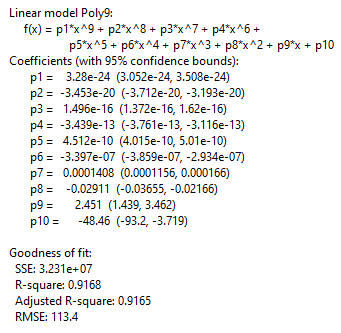 Linear model Poly9:
f(x) = p1*x^9 + p2*x^8 + p3*x^7 + p4*x^6 +
p5*x^5 + p6*x^4 + p7*x^3 + p8*x^2 + p9*x + p10
Coefficients (with 95% confidence bounds):
p1 = 3.28e-24 (3.052e-24, 3.508e-24)
p2 = -3.453e-20 (-3.712e-20, -3.193e-20)
p3 = 1.496e-16 (1.372e-16, 1.62e-16)
p4 = -3.439e-13 (-3.761e-13, -3.116e-13)
p5 = 4.512e-10 (4.015e-10, 5.01e-10)
p6 = -3.397e-07 (-3.859e-07, -2.934e-07)
p7 = 0.0001408 (0.0001156, 0.000166)
p8 = -0.02911 (-0.03655, -0.02166)
p9 = 2.451 (1.439, 3.462)
p10 = -48.46 (-93.2, -3.719)
Goodness of fit:
SSE: 3.231e+07
R-square: 0.9168
Adjusted R-square: 0.9165
RMSE: 113.4